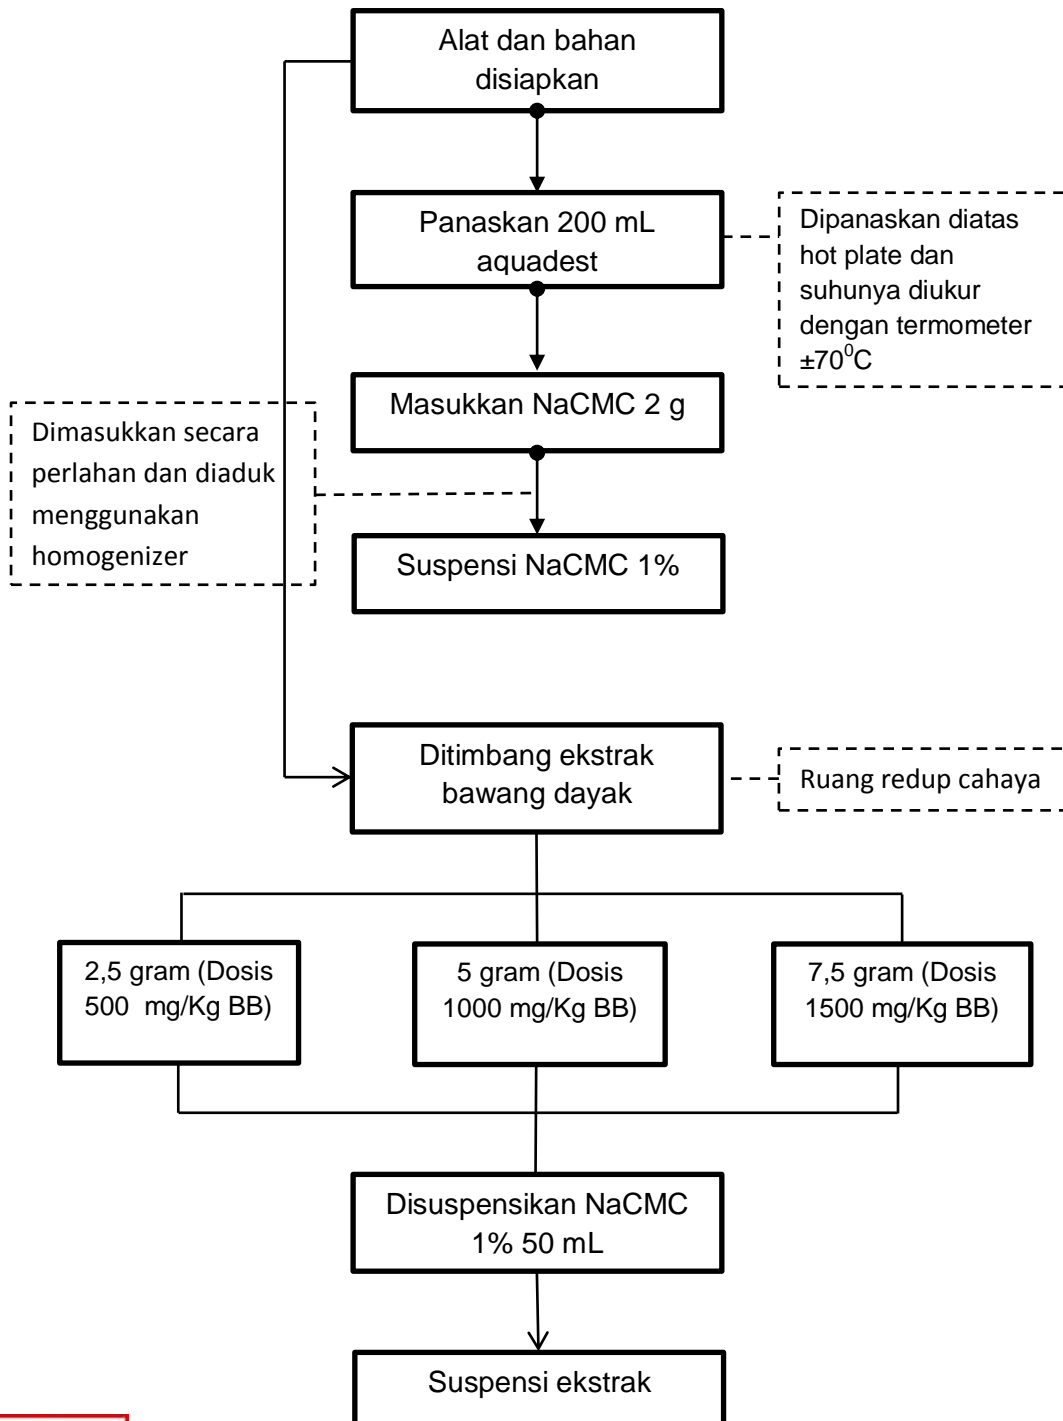 Alat dan bahan
disiapkan
Panaskan 200 mL
aquadest
Dipanaskan diatas
hot plate dan
suhunya diukur
dengan termometer
±70⁰C
Masukkan NaCMC 2 g
Dimasukkan secara
perlahan dan diaduk
menggunakan
homogenizer
Suspensi NaCMC 1%
Ditimbang ekstrak
bawang dayak
Ruang redup cahaya
2,5 gram (Dosis
500 mg/Kg BB)
5 gram (Dosis
1000 mg/Kg BB)
7,5 gram (Dosis
1500 mg/Kg BB)
Disuspensikan NaCMC
1% 50 mL
Suspensi ekstrak